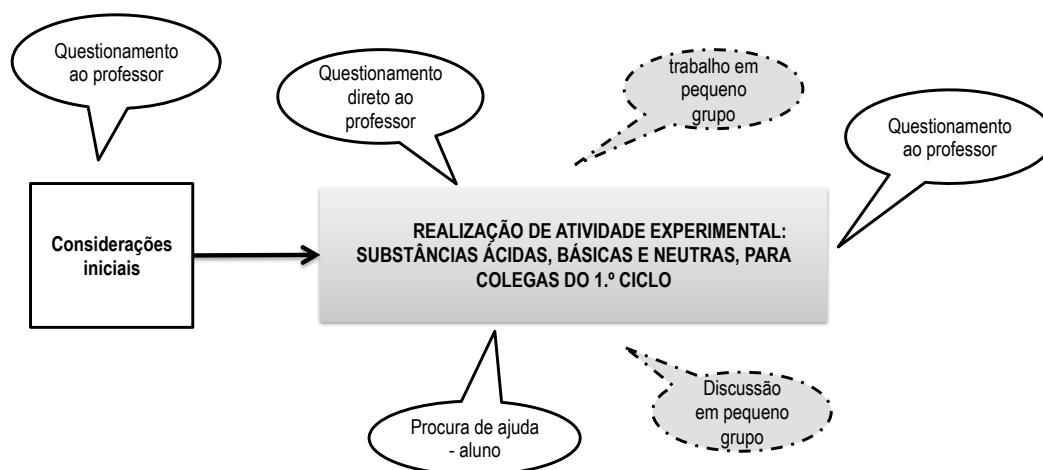 Questionamento
ao professor
Questionamento
direto ao
professor
trabalho em
pequeno
grupo
Questionamento
ao professor
Considerações
iniciais
REALIZAÇÃO DE ATIVIDADE EXPERIMENTAL:
SUBSTÂNCIAS ÁCIDAS, BÁSICAS E NEUTRAS, PARA
COLEGAS DO 1.º CICLO
Procura de ajuda
- aluno
Discussão
em pequeno
grupo